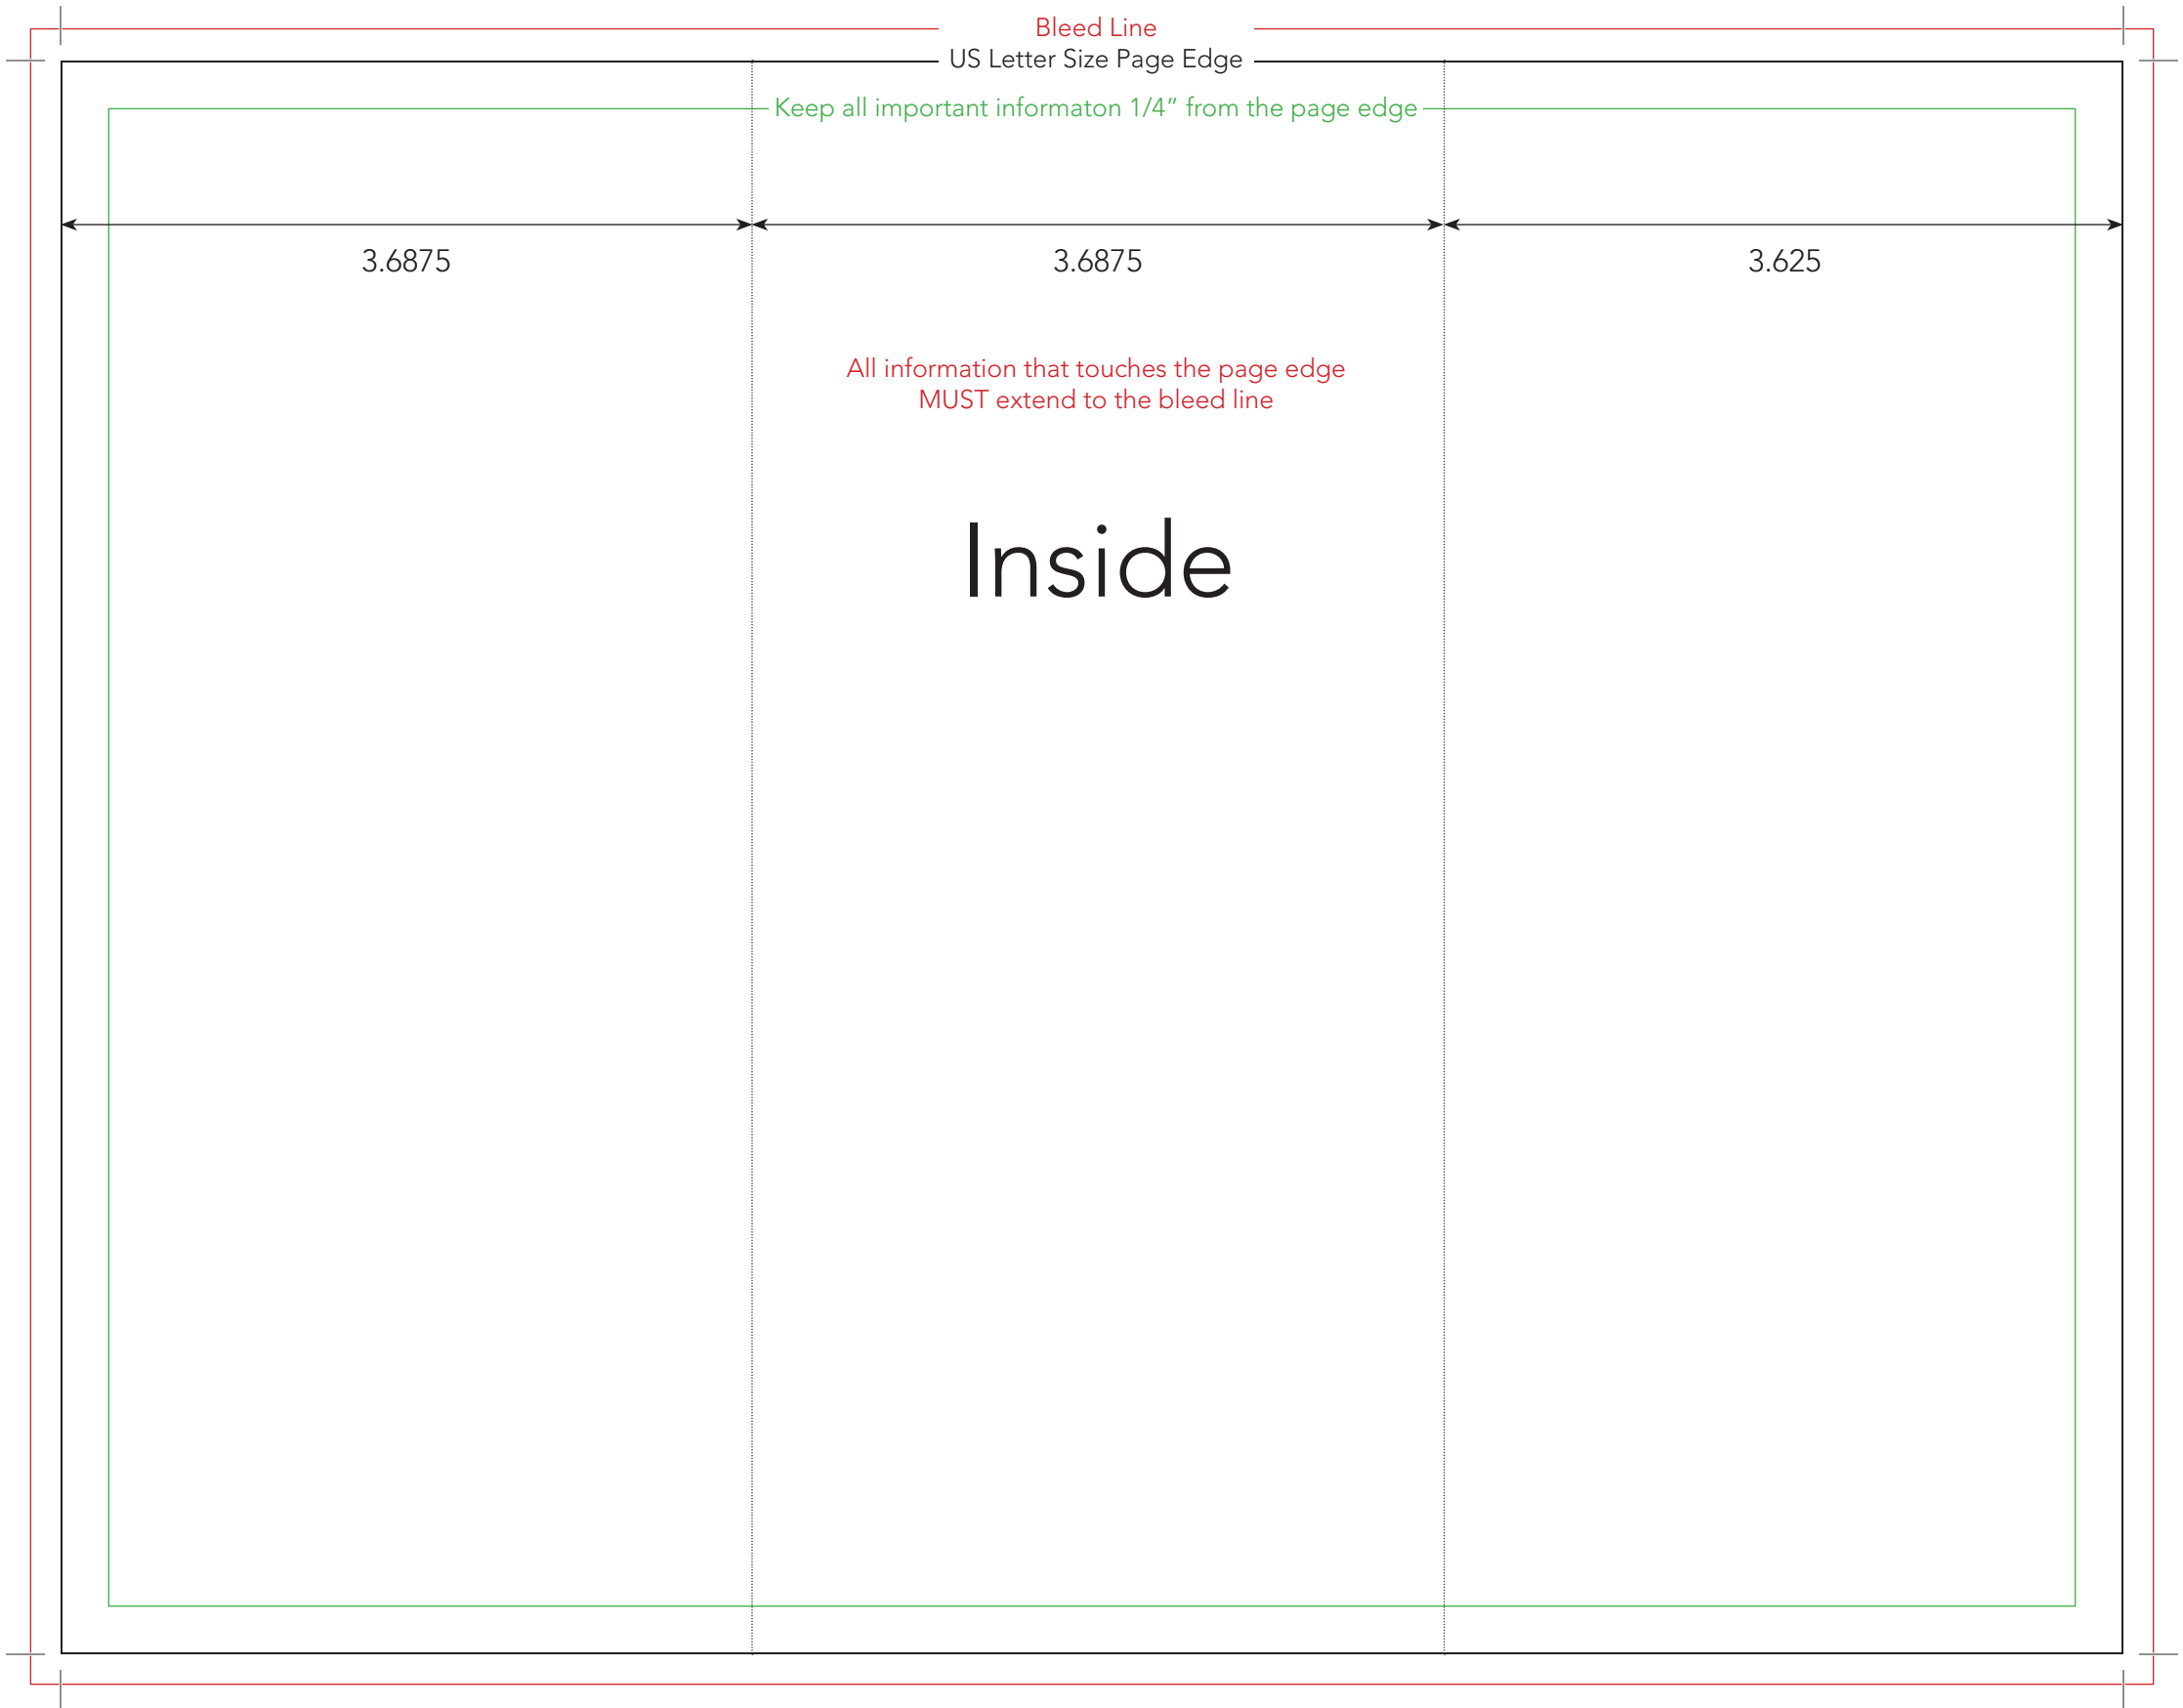 Bleed Line
US Letter Size Page Edge
Keep all important informaton 1/4” from the page edge
3.6875
3.6875
3.625
All information that touches the page edge
MUST extend to the bleed line
Inside